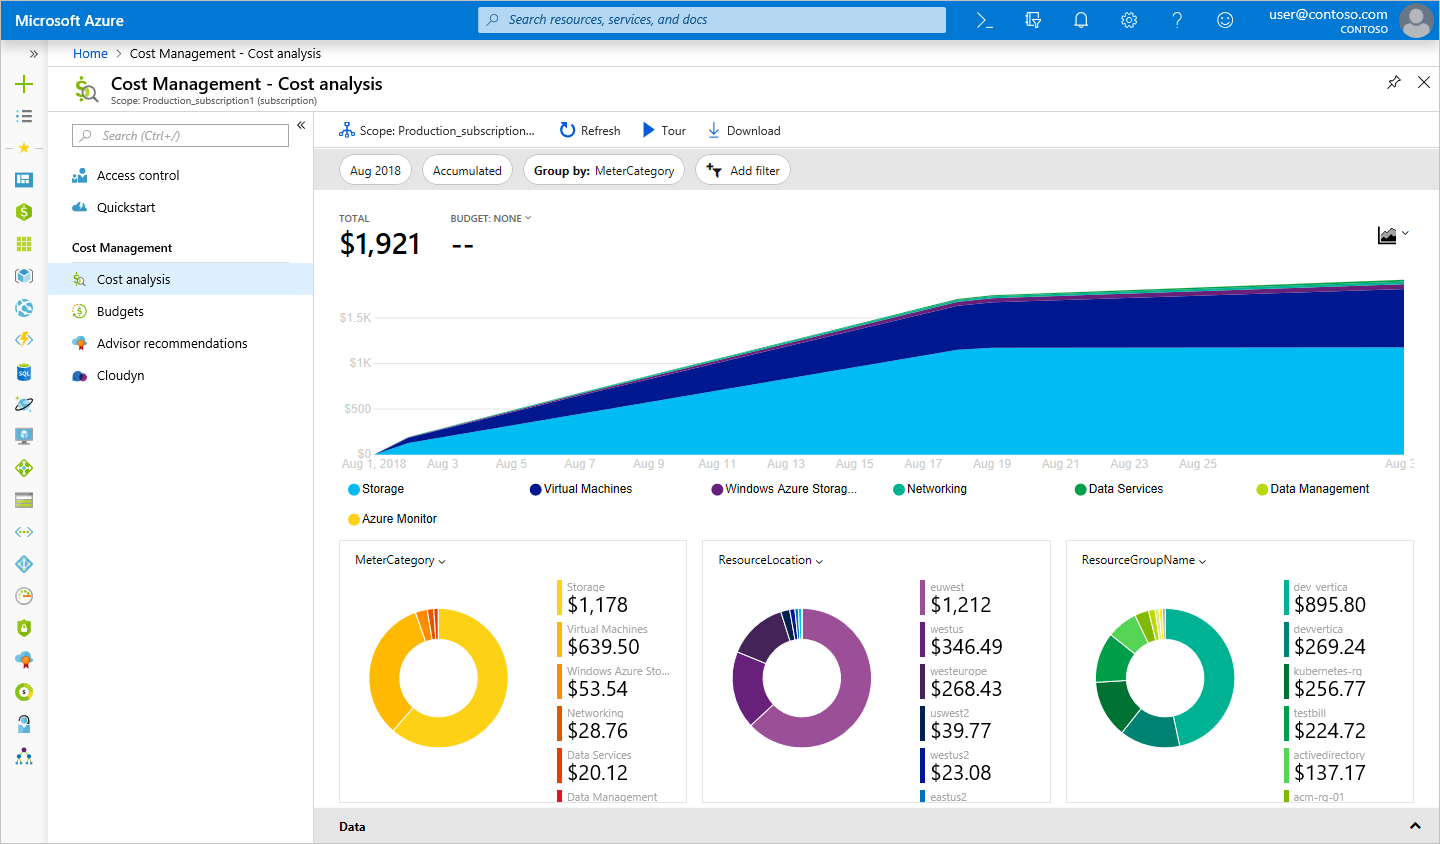 Microsoft Azure
Search resources, services, and docs
user@contoso.com
CONTOSO
Home > Cost Management - Cost analysis
Cost Management - Cost analysis
Scope: Production_subscription1 (subscription)
Search (Ctrl+/)
Access control
Quickstart
Cost Management
Cost analysis
Budgets
Advisor recommendations
Cloudyn
Scope: Production_subscription...
Refresh
Tour
Download
Aug 2018
Accumulated
Group by: MeterCategory
Add filter
TOTAL
$1,921
BUDGET: NONE
--
$1.5K
$1K
$500
$0
Aug 1, 2018 Aug 3 Aug 5 Aug 7 Aug 9 Aug 11 Aug 13 Aug 15 Aug 17 Aug 19 Aug 21 Aug 23 Aug 25 Aug 3
Storage
Virtual Machines
Windows Azure Storag...
Networking
Data Services
Data Management
Azure Monitor
MeterCategory
Storage
$1,178
Virtual Machines
$639.50
Windows Azure Sto...
$53.54
Networking
$28.76
Data Services
$20.12
Data Management
ResourceLocation
euwest
$1,212
westus
$346.49
westeurope
$268.43
uswest2
$39.77
westus2
$23.08
eastus2
ResourceGroupName
dev vertica
$895.80
devvertica
$269.24
kubernetes-rg
$256.77
testbill
$224.72
activedirectory
$137.17
acm-rg-01
Data
SQL